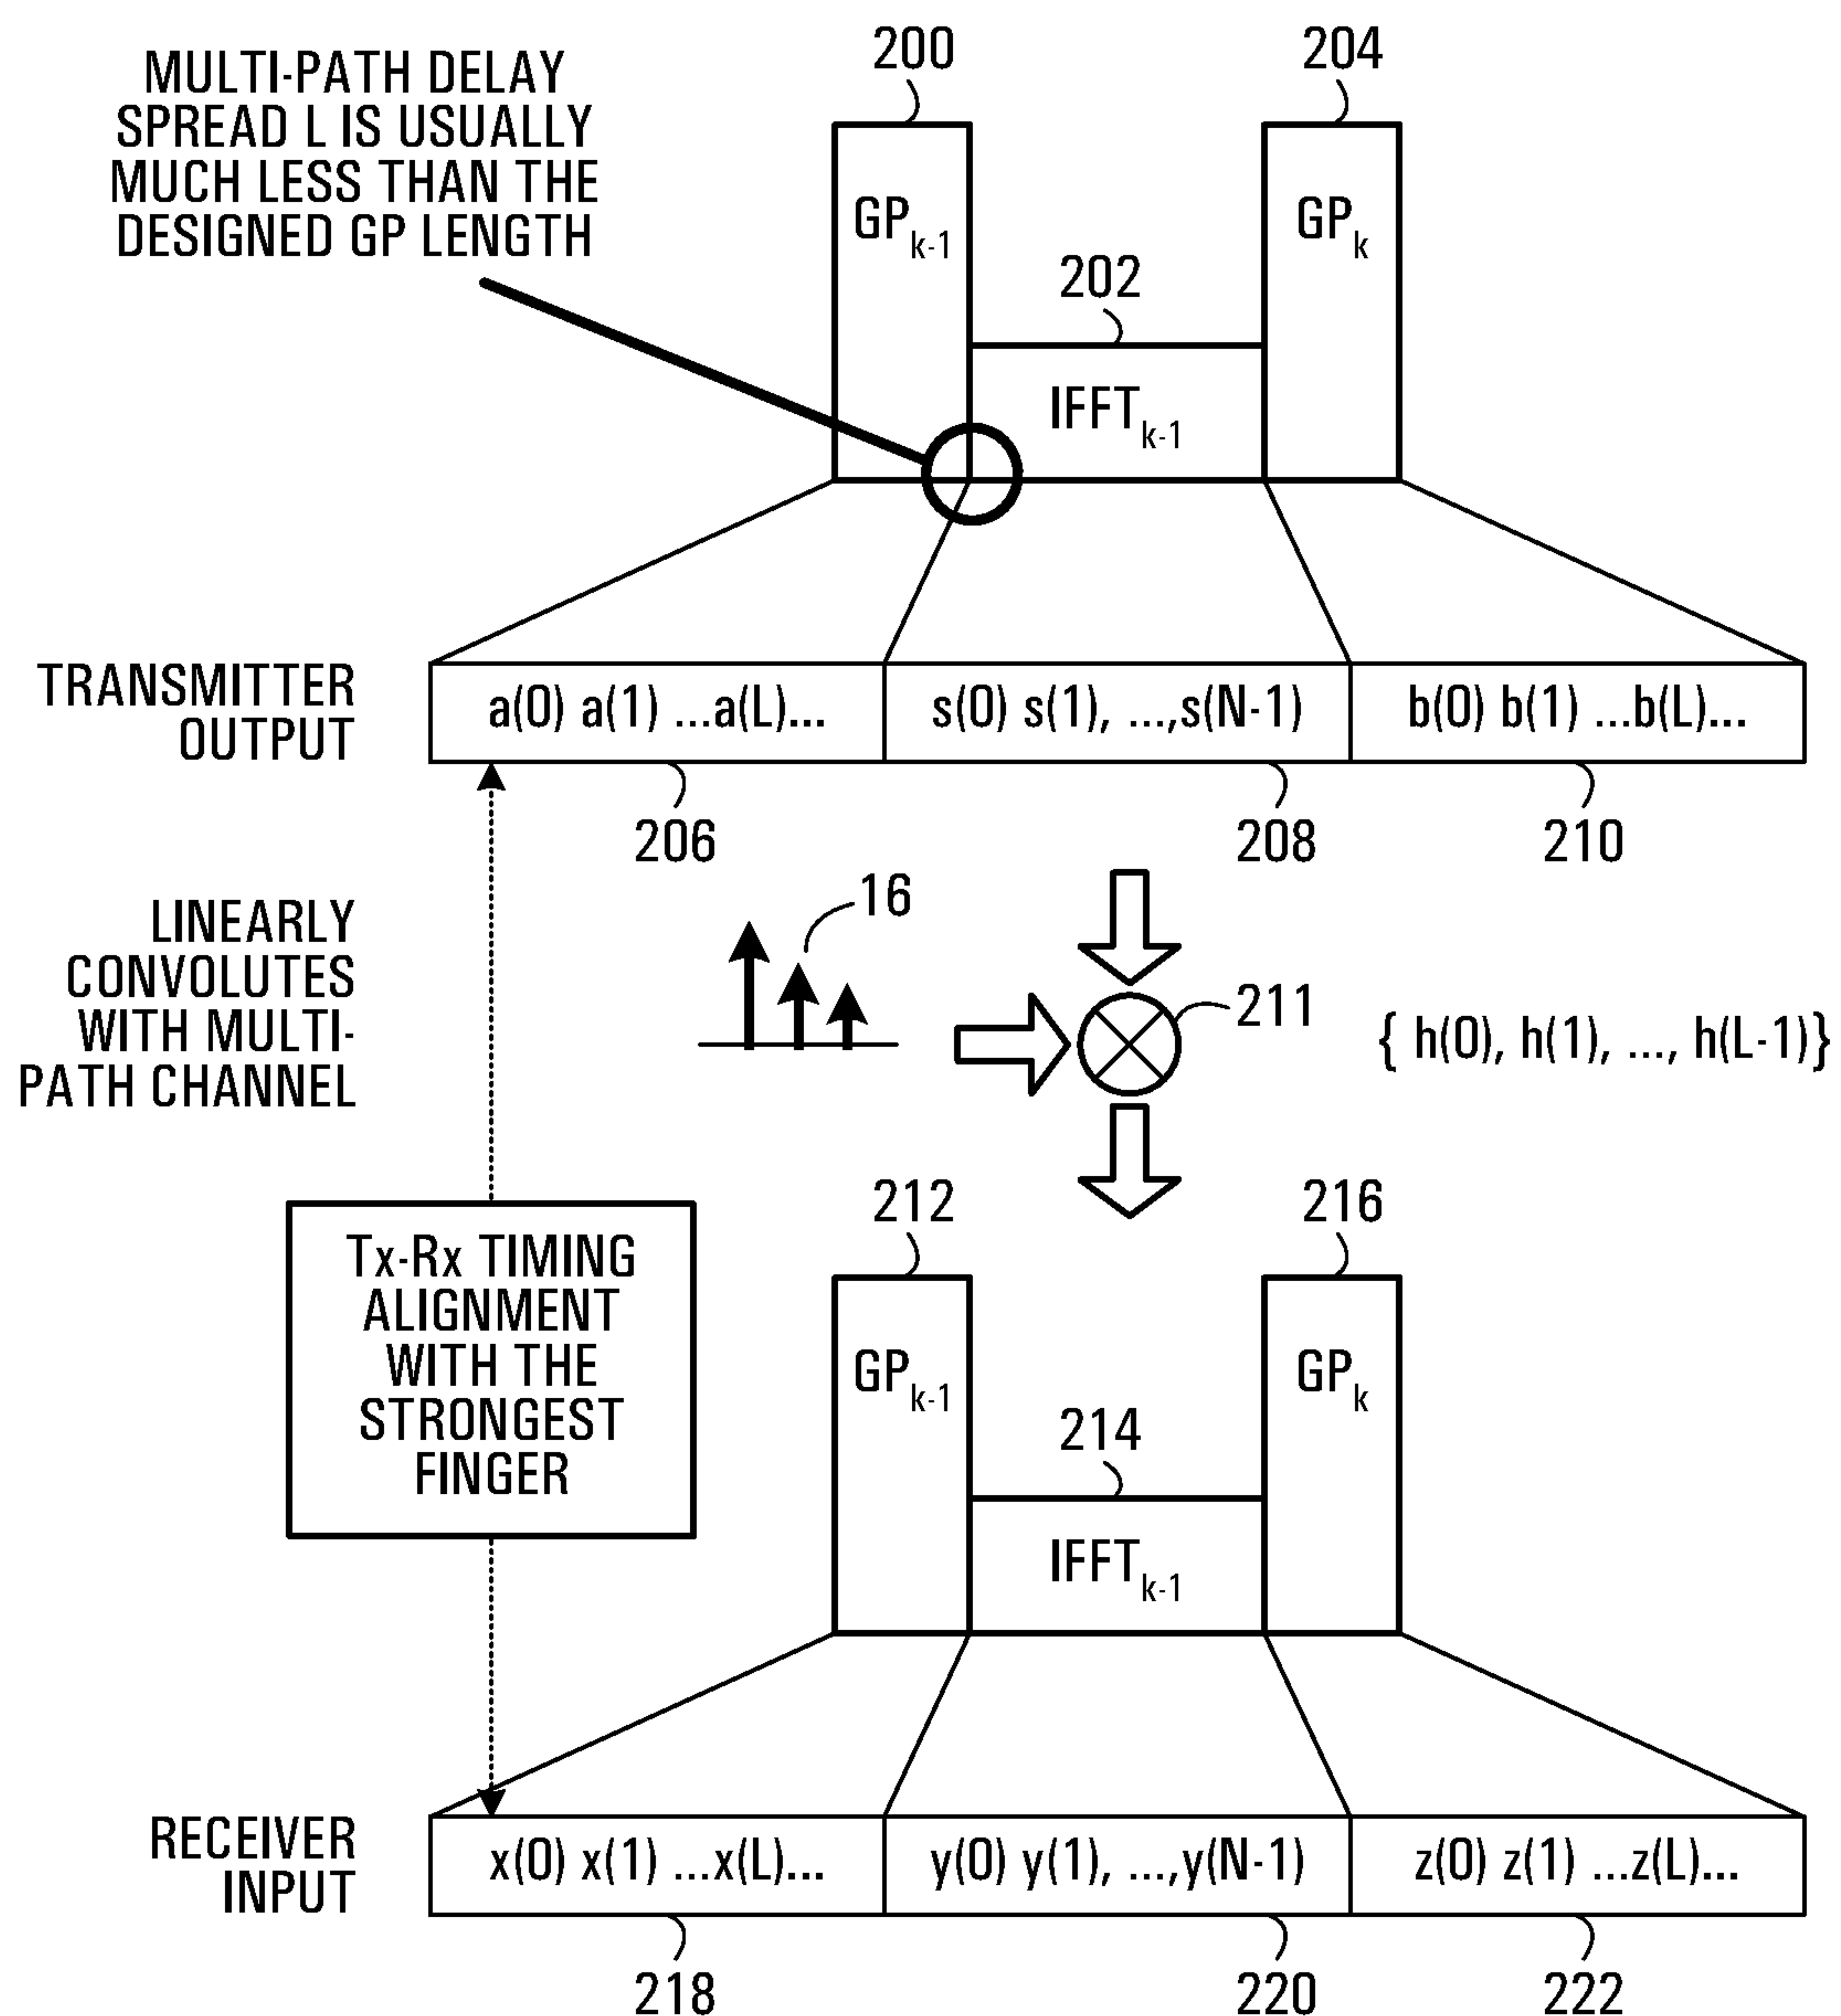 200
204
MULTI-PATH DELAY
SPREAD L IS USUALLY
MUCH LESS THAN THE
DESIGNED GP LENGTH
GPk-1
GPk
202
IFFTk-1
TRANSMITTER
OUTPUT
a(0) a(1) ...a(L)...
s(0) s(1), ...,s(N-1)
b(0) b(1) ...b(L)...
206
208
210
LINEARLY
CONVOLUTES
WITH MULTI-
PATH CHANNEL
16
211
{ h(0), h(1), ..., h(L-1)}
212
216
Tx-Rx TIMING
ALIGNMENT
WITH THE
STRONGEST
FINGER
GPk-1
GPk
214
IFFTk-1
RECEIVER
INPUT
x(0) x(1) ...x(L)...
y(0) y(1), ...,y(N-1)
z(0) z(1) ...z(L)...
218
220
222